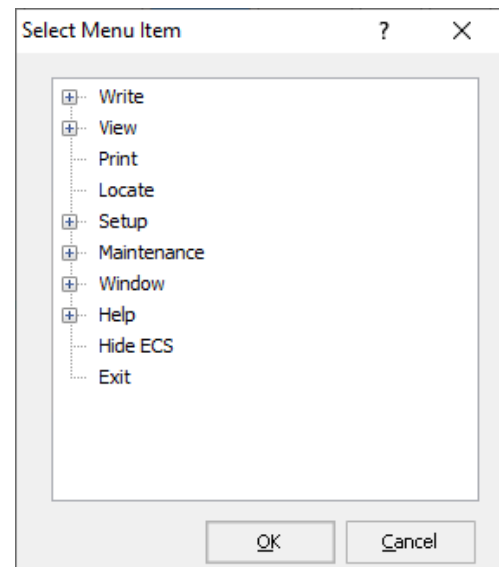 Select Menu Item
Write
View
Print
Locate
Setup
Maintenance
Window
Help
Hide ECS
Exit
OK
Cancel